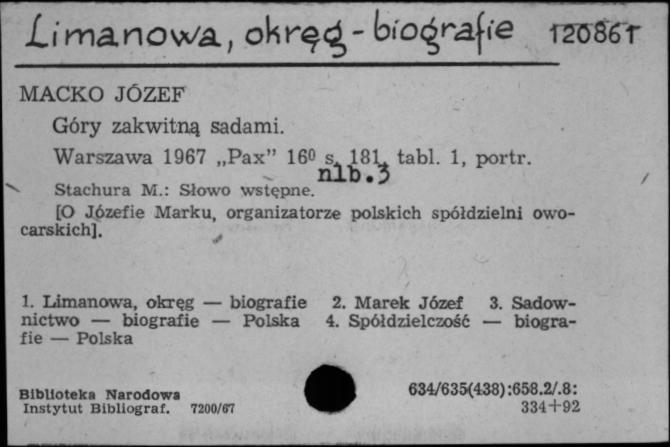 Limanowa, okręg - biografie 120861
MACKO JÓZEF
Góry zakwitną sadami.
Warszawa 1967 „Pax” 16⁰ s. 181, tabl. 1, portr.
nlb.3
Stachura M.: Słowo wstępne.
[O Józefie Marku, organizatorze polskich spółdzielni owo-
carskich].
1. Limanowa, okręg — biografie 2. Marek Józef 3. Sadow-
nictwo — biografie — Polska 4. Spółdzielczość — biogra-
fie — Polska
Biblioteka Narodowa 634/635(438):658.2/.8:
Instytut Bibliograf. 7200/67 334+92